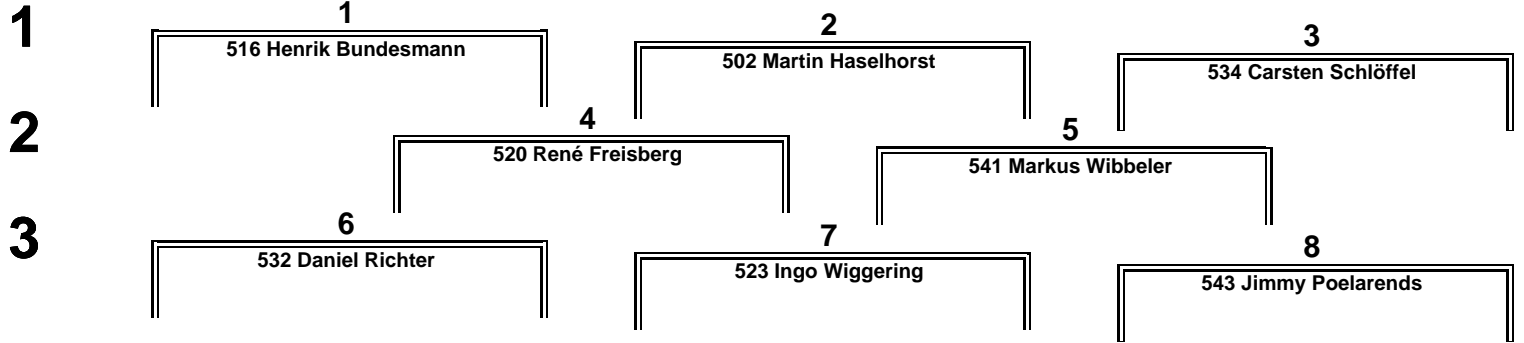 1
1
2
3
516 Henrik Bundesmann
502 Martin Haselhorst
534 Carsten Schlöffel
2
4
5
520 René Freisberg
541 Markus Wibbeler
3
6
7
8
532 Daniel Richter
523 Ingo Wiggering
543 Jimmy Poelarends